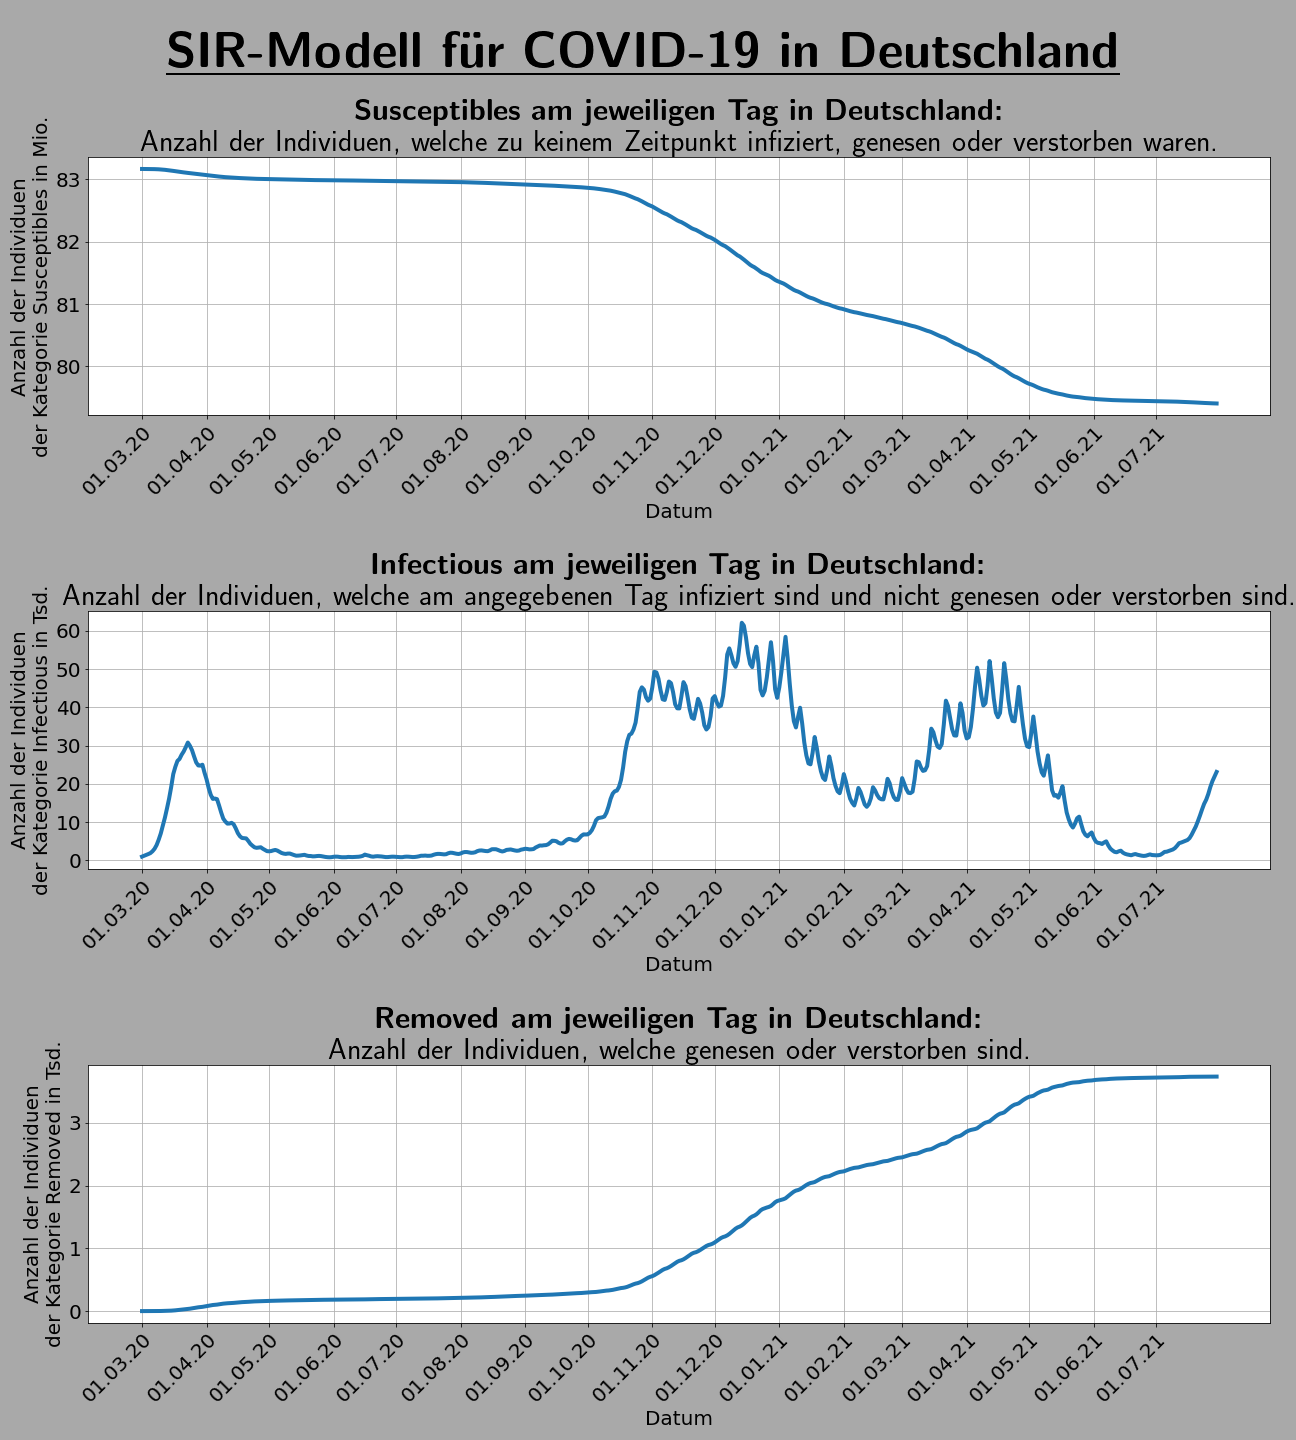 SIR-Modell für COVID-19 in Deutschland
Susceptibles am jeweiligen Tag in Deutschland:
Anzahl der Individuen, welche zu keinem Zeitpunkt infiziert, genesen oder verstorben waren.
Anzahl der Individuen
der Kategorie Susceptibles in Mio.
83
82
81
80
01.03.20 01.04.20 01.05.20 01.06.20 01.07.20 01.08.20 01.09.20 01.10.20 01.11.20 01.12.20 01.01.21 01.02.21 01.03.21 01.04.21 01.05.21 01.06.21 01.07.21
Datum
Infectious am jeweiligen Tag in Deutschland:
Anzahl der Individuen, welche am angegebenen Tag infiziert sind und nicht genesen oder verstorben sind.
Anzahl der Individuen
der Kategorie Infectious in Tsd.
60
50
40
30
20
10
0
01.03.20 01.04.20 01.05.20 01.06.20 01.07.20 01.08.20 01.09.20 01.10.20 01.11.20 01.12.20 01.01.21 01.02.21 01.03.21 01.04.21 01.05.21 01.06.21 01.07.21
Datum
Removed am jeweiligen Tag in Deutschland:
Anzahl der Individuen, welche genesen oder verstorben sind.
Anzahl der Individuen
der Kategorie Removed in Tsd.
3
2
1
0
01.03.20 01.04.20 01.05.20 01.06.20 01.07.20 01.08.20 01.09.20 01.10.20 01.11.20 01.12.20 01.01.21 01.02.21 01.03.21 01.04.21 01.05.21 01.06.21 01.07.21
Datum